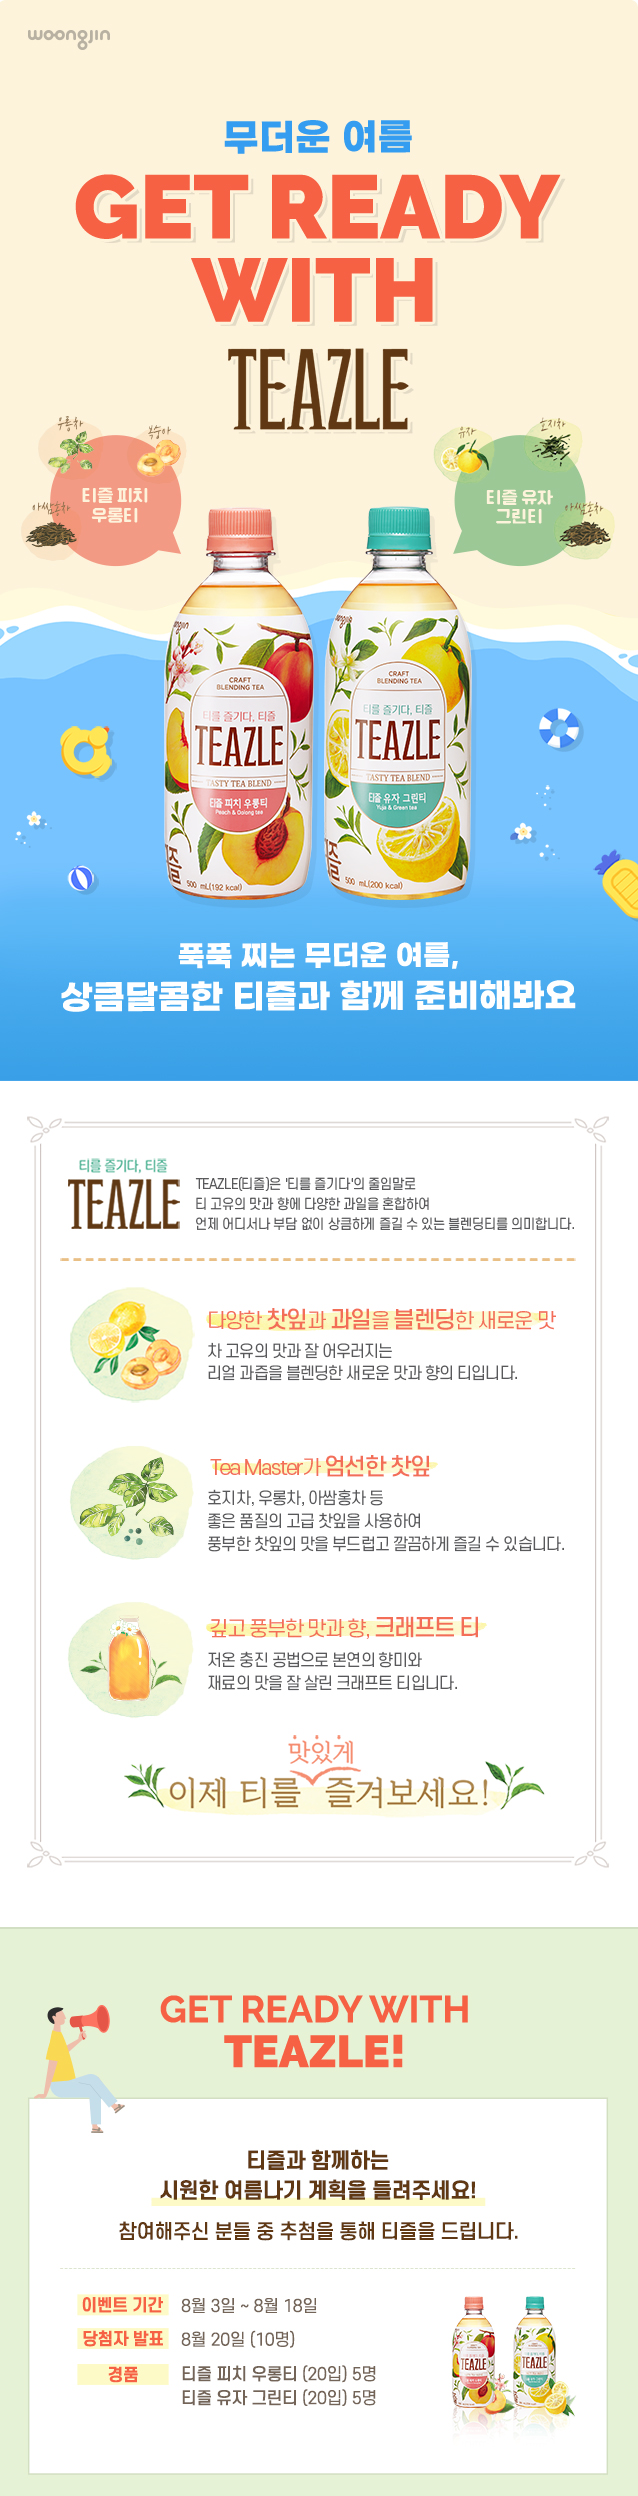 woongjin
무더운 여름
GET READY
WITH
TEAZLE
우롱차
복숭아
아쌈홍차
티즐 피치
우롱티
유자
호지차
아쌈홍차
티즐 유자
그린티
woongjin
CRAFT
BLENDING TEA
티를 즐기다, 티즐
TEAZLE
TASTY TEA BLEND
티즐 피치 우롱티
Peach & Oolong tea
500 mL(192 kcal)
woongjin
CRAFT
BLENDING TEA
티를 즐기다, 티즐
TEAZLE
TASTY TEA BLEND
티즐 유자 그린티
Yuja & Green tea
500 mL(200 kcal)
푹푹 찌는 무더운 여름,
상큼달콤한 티즐과 함께 준비해봐요
티를 즐기다, 티즐
TEAZLE
TEAZLE(티즐)은 '티를 즐기다'의 줄임말로
티 고유의 맛과 향에 다양한 과일을 혼합하여
언제 어디서나 부담 없이 상큼하게 즐길 수 있는 블렌딩티를 의미합니다.
다양한 찻잎과 과일을 블렌딩한 새로운 맛
차 고유의 맛과 잘 어우러지는
리얼 과즙을 블렌딩한 새로운 맛과 향의 티입니다.
Tea Master가 엄선한 찻잎
호지차, 우롱차, 아쌈홍차 등
좋은 품질의 고급 찻잎을 사용하여
풍부한 찻잎의 맛을 부드럽고 깔끔하게 즐길 수 있습니다.
깊고 풍부한 맛과 향, 크래프트 티
저온 충진 공법으로 본연의 향미와
재료의 맛을 잘 살린 크래프트 티입니다.
맛있게
이제 티를 즐겨보세요!
GET READY WITH
TEAZLE!
티즐과 함께하는
시원한 여름나기 계획을 들려주세요!
참여해주신 분들 중 추첨을 통해 티즐을 드립니다.
이벤트 기간 8월 3일 ~ 8월 18일
당첨자 발표 8월 20일 (10명)
경품 티즐 피치 우롱티 (20입) 5명
티즐 유자 그린티 (20입) 5명
TEAZLE
TEAZLE